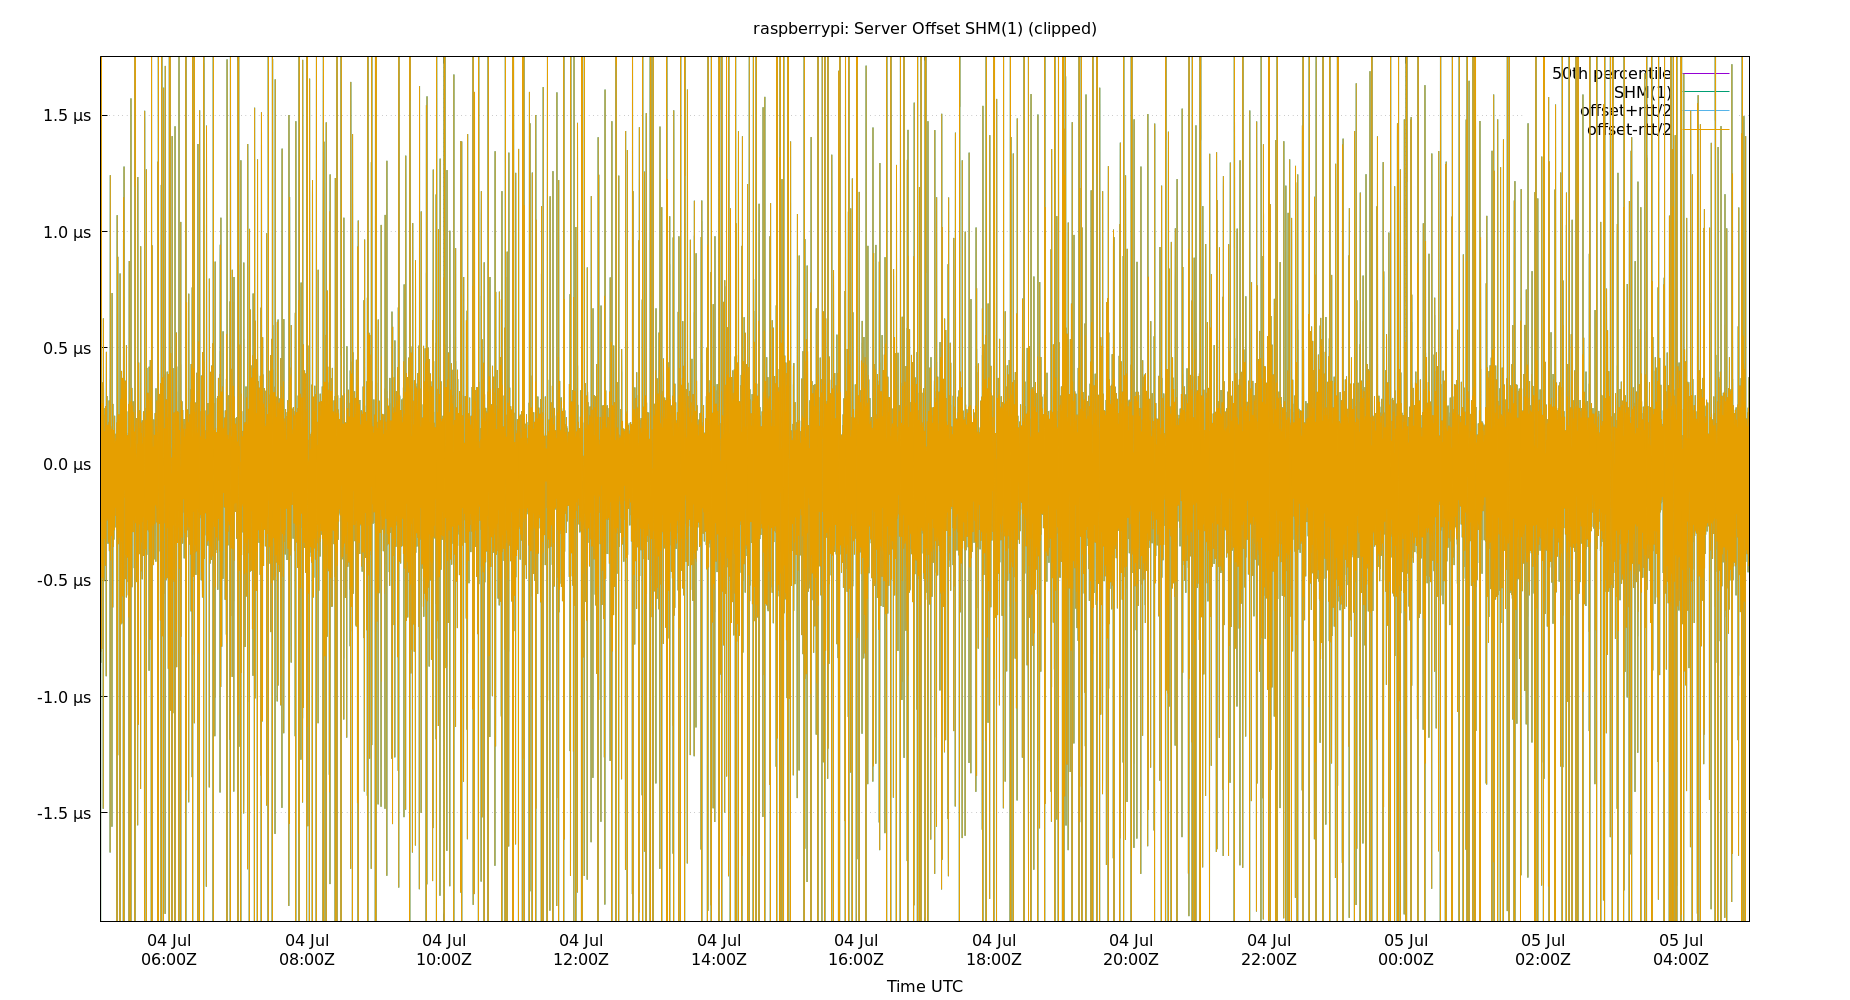 raspberrypi: Server Offset SHM(1) (clipped)
50th percentile
SHM(1)
offset+rtt/2
offset-rtt/2
1.5 µs
1.0 µs
0.5 µs
0.0 µs
-0.5 µs
-1.0 µs
-1.5 µs
04 Jul 04 Jul 04 Jul 04 Jul 04 Jul 04 Jul 04 Jul 04 Jul 04 Jul 05 Jul 05 Jul 05 Jul
06:00Z 08:00Z 10:00Z 12:00Z 14:00Z 16:00Z 18:00Z 20:00Z 22:00Z 00:00Z 02:00Z 04:00Z
Time UTC